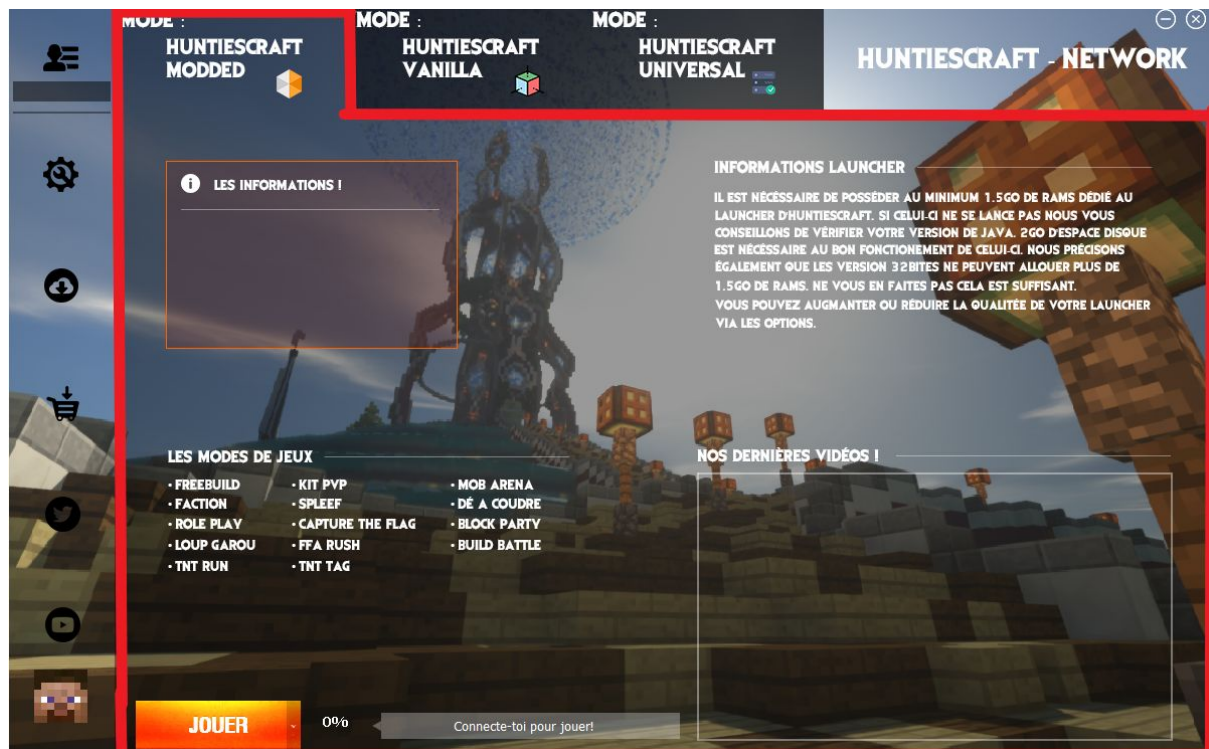 MODE :
HUNTIESCRAFT
MODDED
MODE :
HUNTIESCRAFT
VANILLA
MODE :
HUNTIESCRAFT
UNIVERSAL
HUNTIESCRAFT - NETWORK
LES INFORMATIONS !
INFORMATIONS LAUNCHER
IL EST NÉCÉSSAIRE DE POSSÉDER AU MINIMUM 1.5GO DE RAMS DÉDIÉ AU
LAUNCHER D'HUNTIESCRAFT. SI CELUI-CI NE SE LANCE PAS NOUS VOUS
CONSEILLONS DE VÉRIFIER VOTRE VERSION DE JAVA. 2GO D'ESPACE DISQUE
EST NÉCÉSSAIRE AU BON FONCTIONEMENT DE CELUI-CI. NOUS PRÉCISONS
ÉGALEMENT QUE LES VERSION 32BITES NE PEUVENT ALLOUER PLUS DE
1.5GO DE RAMS. NE VOUS EN FAITES PAS CELA EST SUFFISANT.
VOUS POUVEZ AUGMANTER OU RÉDUIRE LA QUALITÉE DE VOTRE LAUNCHER
VIA LES OPTIONS.
LES MODES DE JEUX
• FREEBUILD
• FACTION
• ROLE PLAY
• LOUP GAROU
• TNT RUN
• KIT PVP
• SPLEEF
• CAPTURE THE FLAG
• FFA RUSH
• TNT TAG
• MOB ARENA
• DÉ A COUDRE
• BLOCK PARTY
• BUILD BATTLE
NOS DERNIÈRES VIDÉOS !
JOUER
0%
Connecte-toi pour jouer!